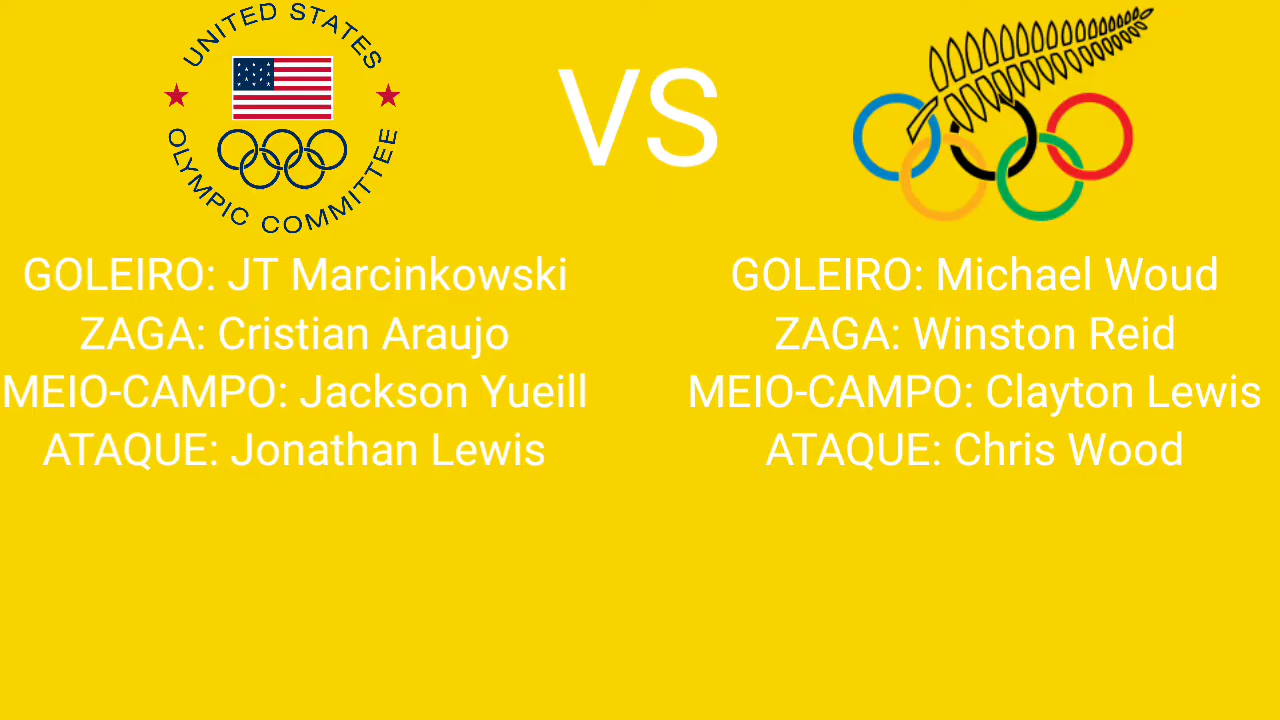 UNITED STATES
OLYMPIC COMMITTEE
VS
GOLEIRO: JT Marcinkowski
ZAGA: Cristian Araujo
MEIO-CAMPO: Jackson Yueill
ATAQUE: Jonathan Lewis
GOLEIRO: Michael Woud
ZAGA: Winston Reid
MEIO-CAMPO: Clayton Lewis
ATAQUE: Chris Wood